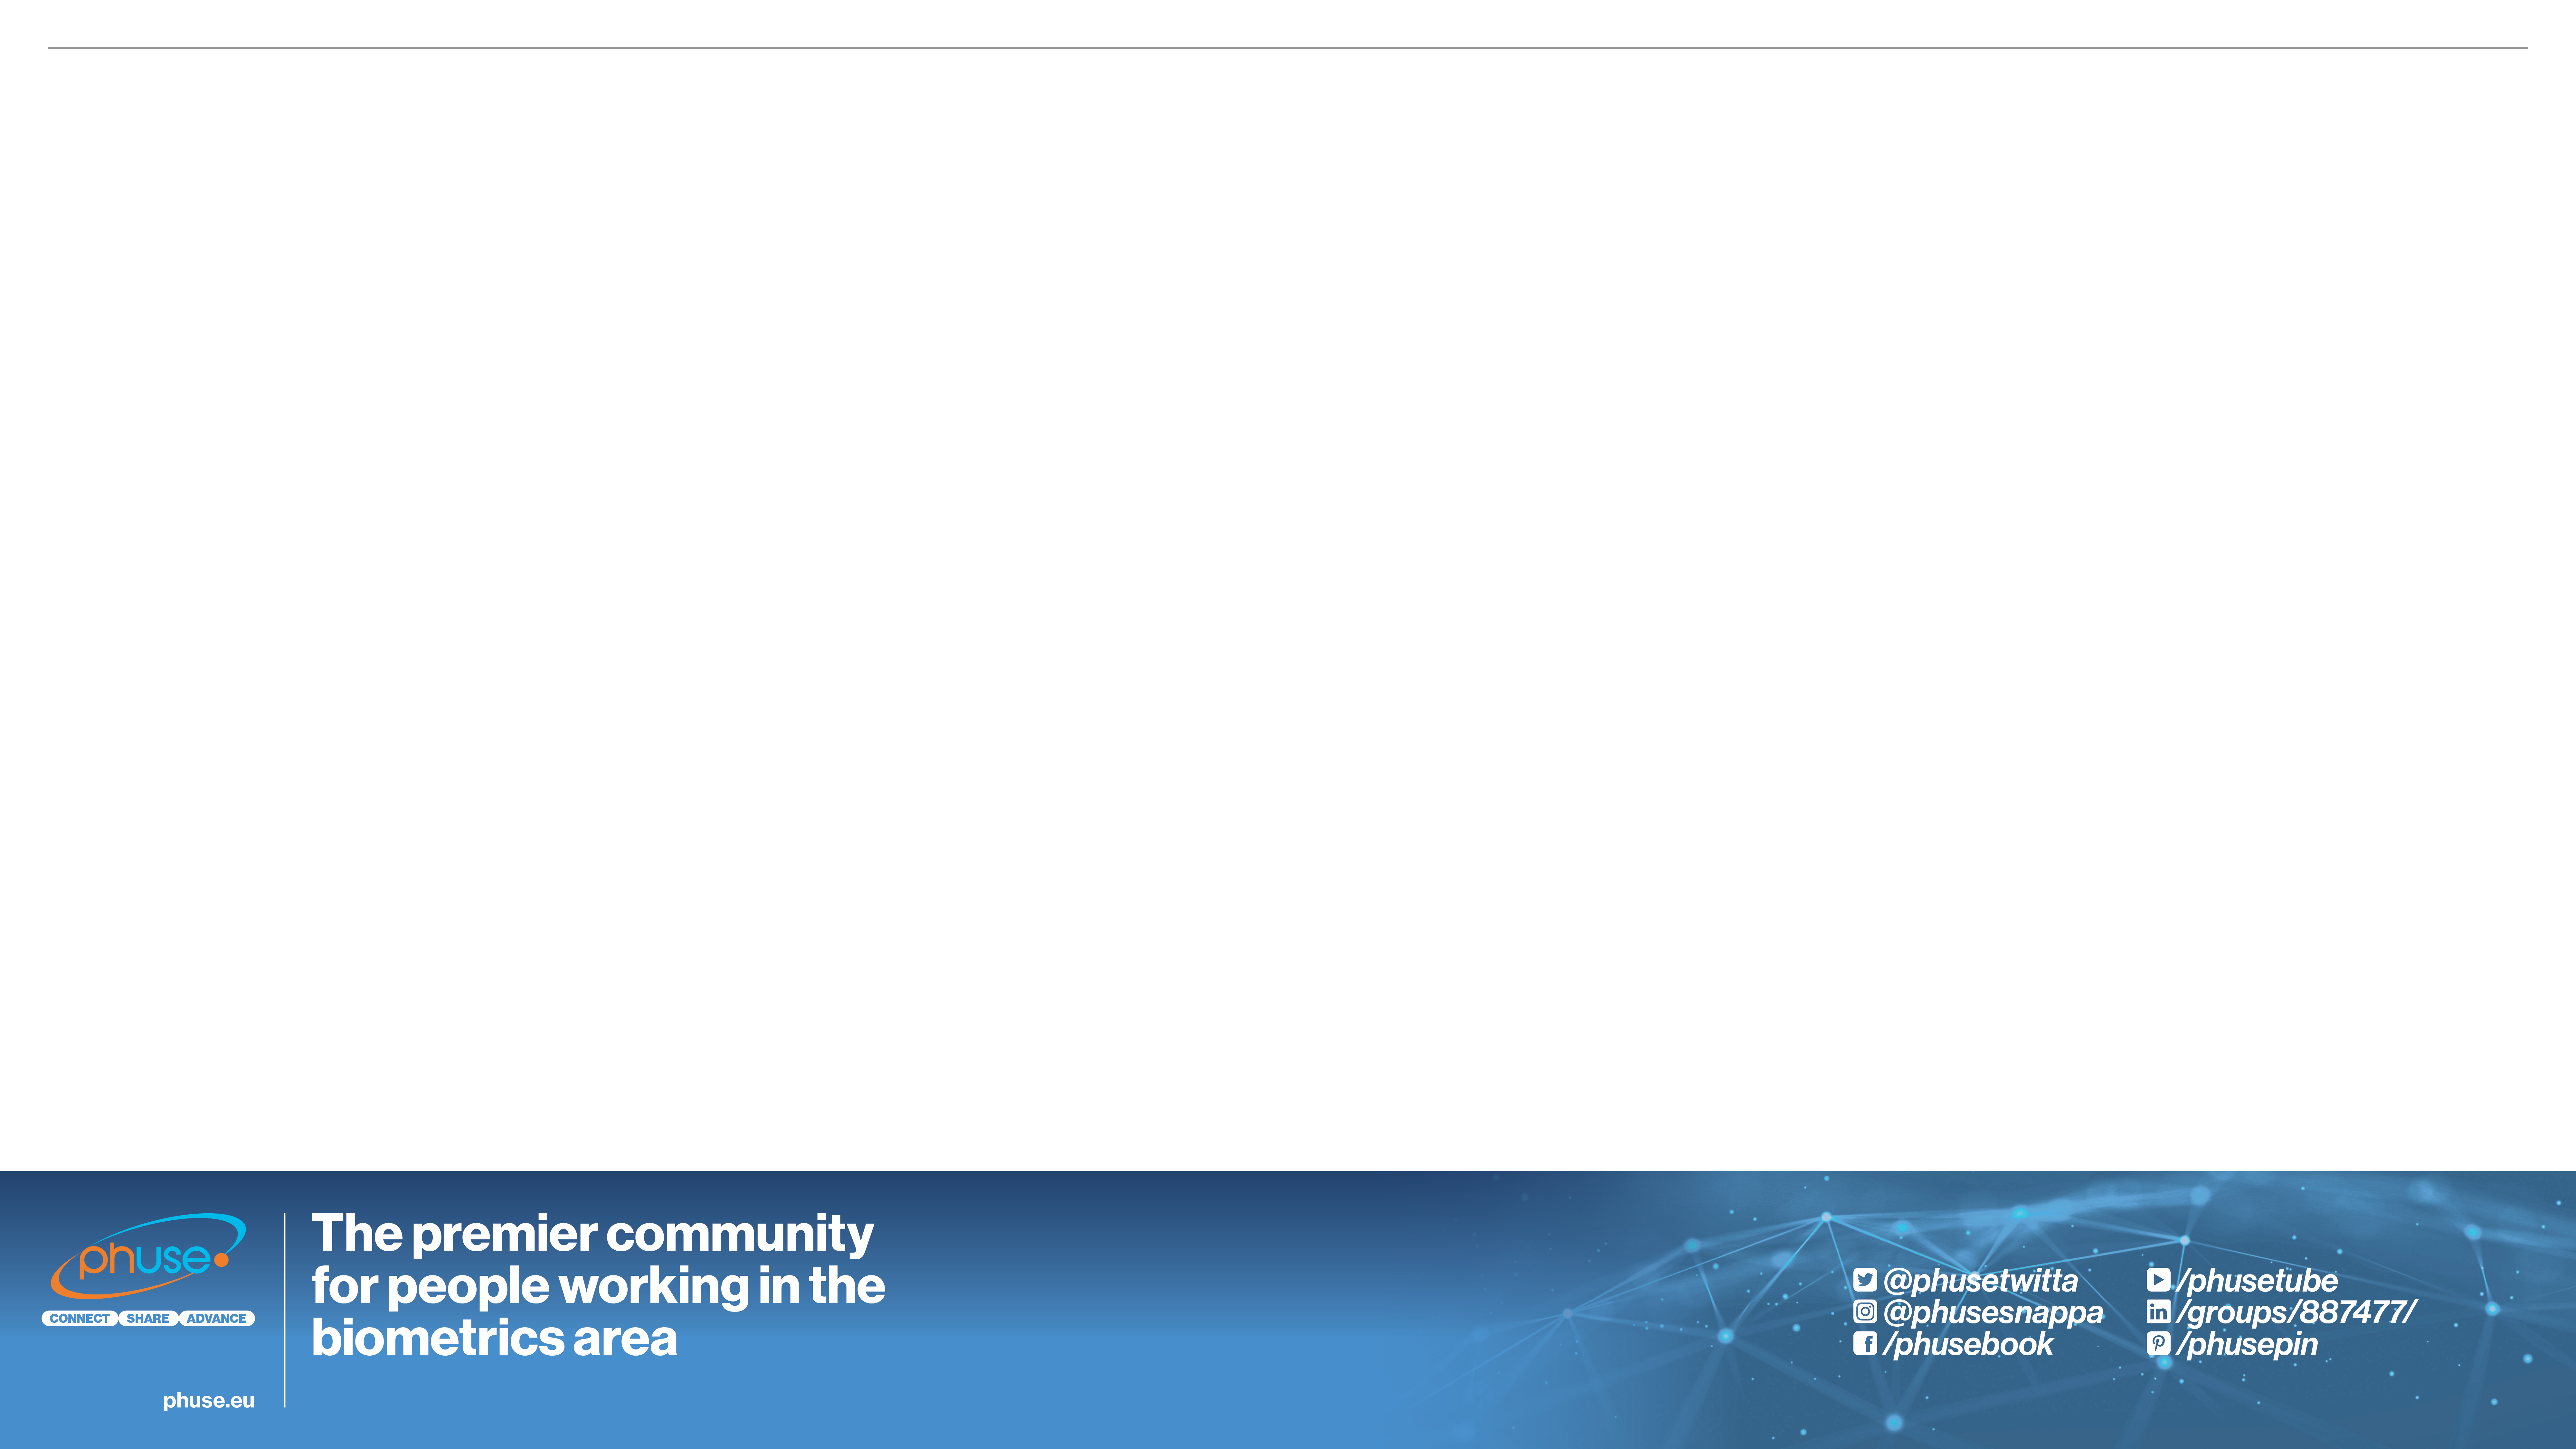 phuse.
CONNECT SHARE ADVANCE
phuse.eu
The premier community
for people working in the
biometrics area
@phusetwitta
@phusesnappa
/phusebook
/phusetube
/groups/887477/
/phusepin